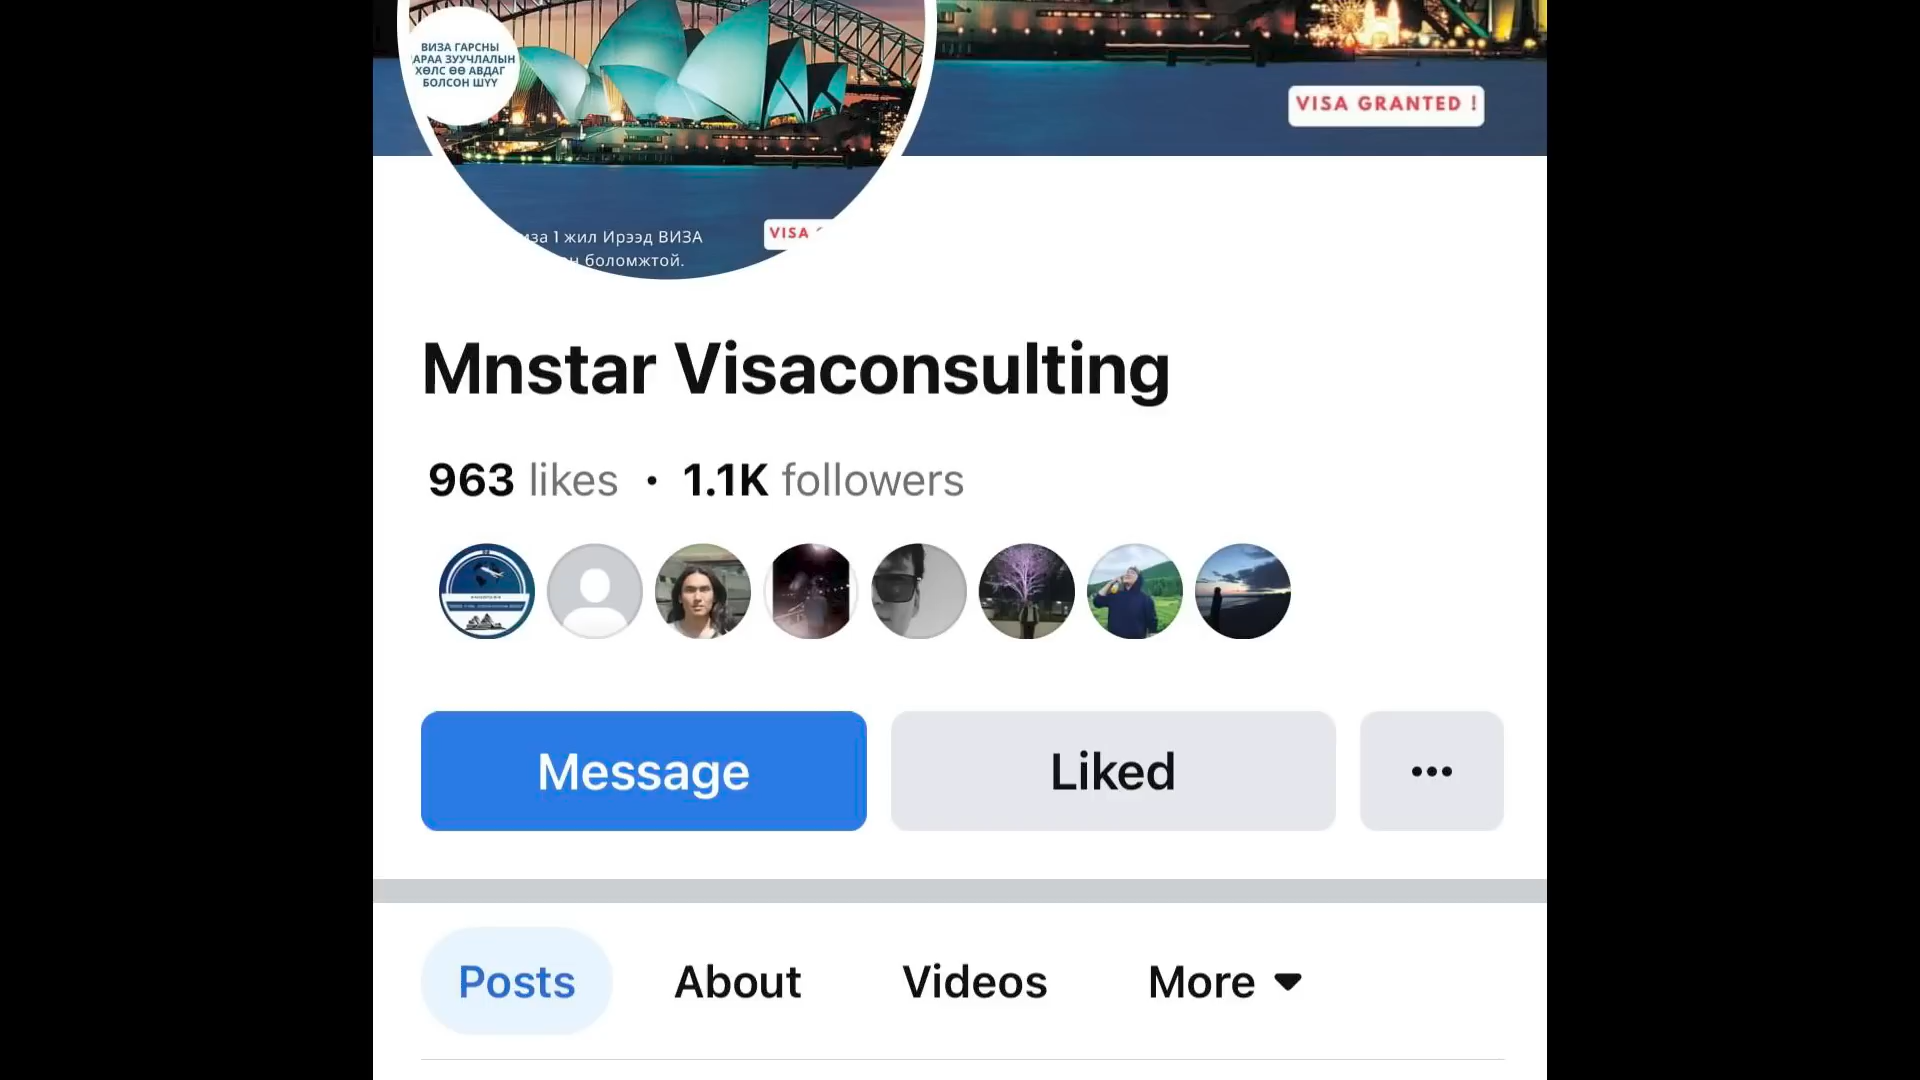 ВИЗА ГАРСНЫ
АРАА ЗУУЧЛАЛЫН
ХӨЛС ӨӨ АВДАГ
БОЛСОН ШҮҮ
VISA GRANTED !
1 жил Ирээд ВИЗА
боломжтой.
VISA
Mnstar Visaconsulting
963 likes · 1.1K followers
Message
Liked
Posts
About
Videos
More